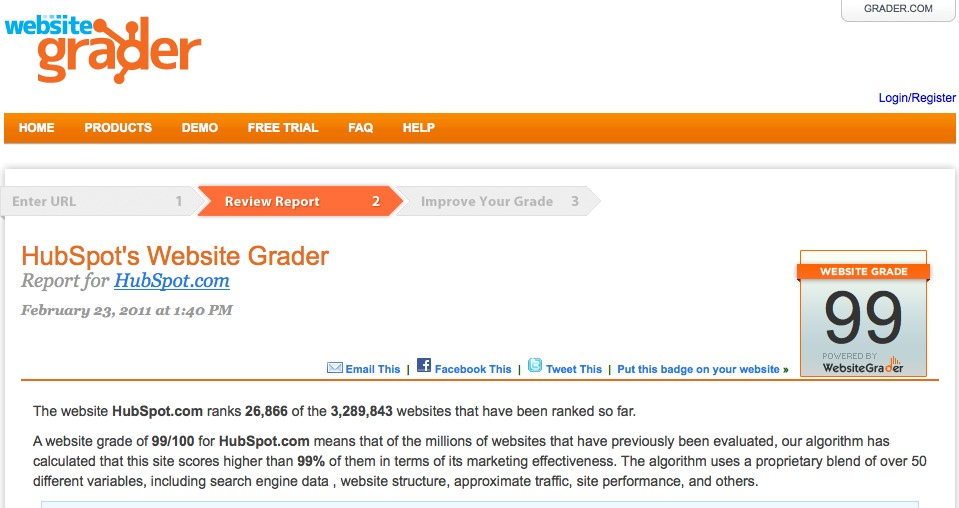 GRADER.COM
website
grader
Login/Register
HOME PRODUCTS DEMO FREE TRIAL FAQ HELP
Enter URL 1 Review Report 2 Improve Your Grade 3
HubSpot's Website Grader
Report for HubSpot.com
February 23, 2011 at 1:40 PM
WEBSITE GRADE
99
POWERED BY
WebsiteGrader
Email This | Facebook This | Tweet This | Put this badge on your website »
The website HubSpot.com ranks 26,866 of the 3,289,843 websites that have been ranked so far.
A website grade of 99/100 for HubSpot.com means that of the millions of websites that have previously been evaluated, our algorithm has
calculated that this site scores higher than 99% of them in terms of its marketing effectiveness. The algorithm uses a proprietary blend of over 50
different variables, including search engine data , website structure, approximate traffic, site performance, and others.